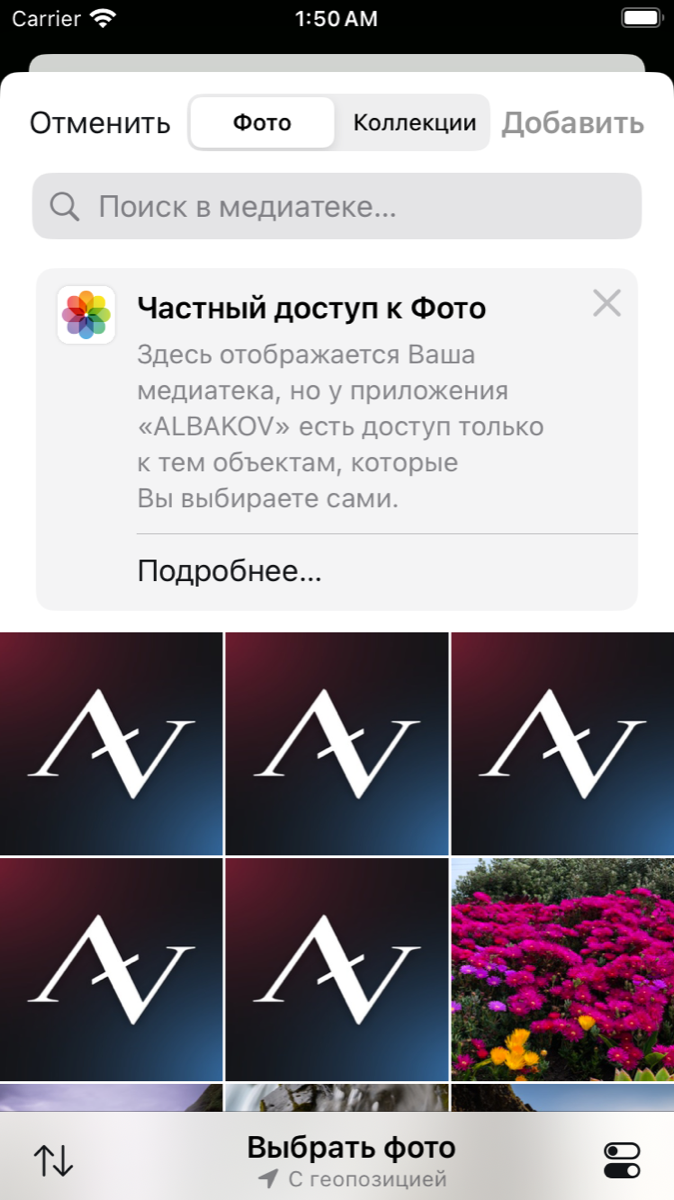 Carrier 1:50 AM
Отменить Фото Коллекции Добавить
Поиск в медиатеке...
Частный доступ к Фото
Здесь отображается Ваша
медиатека, но у приложения
«ALBAKOV» есть доступ только
к тем объектам, которые
Вы выбираете сами.
Подробнее...
Выбрать фото
С геопозицией